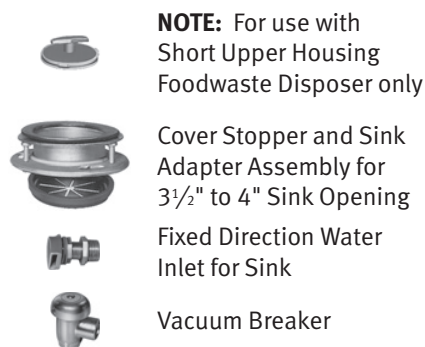 NOTE: For use with
Short Upper Housing
Foodwaste Disposer only
Cover Stopper and Sink
Adapter Assembly for
3½" to 4" Sink Opening
Fixed Direction Water
Inlet for Sink
Vacuum Breaker